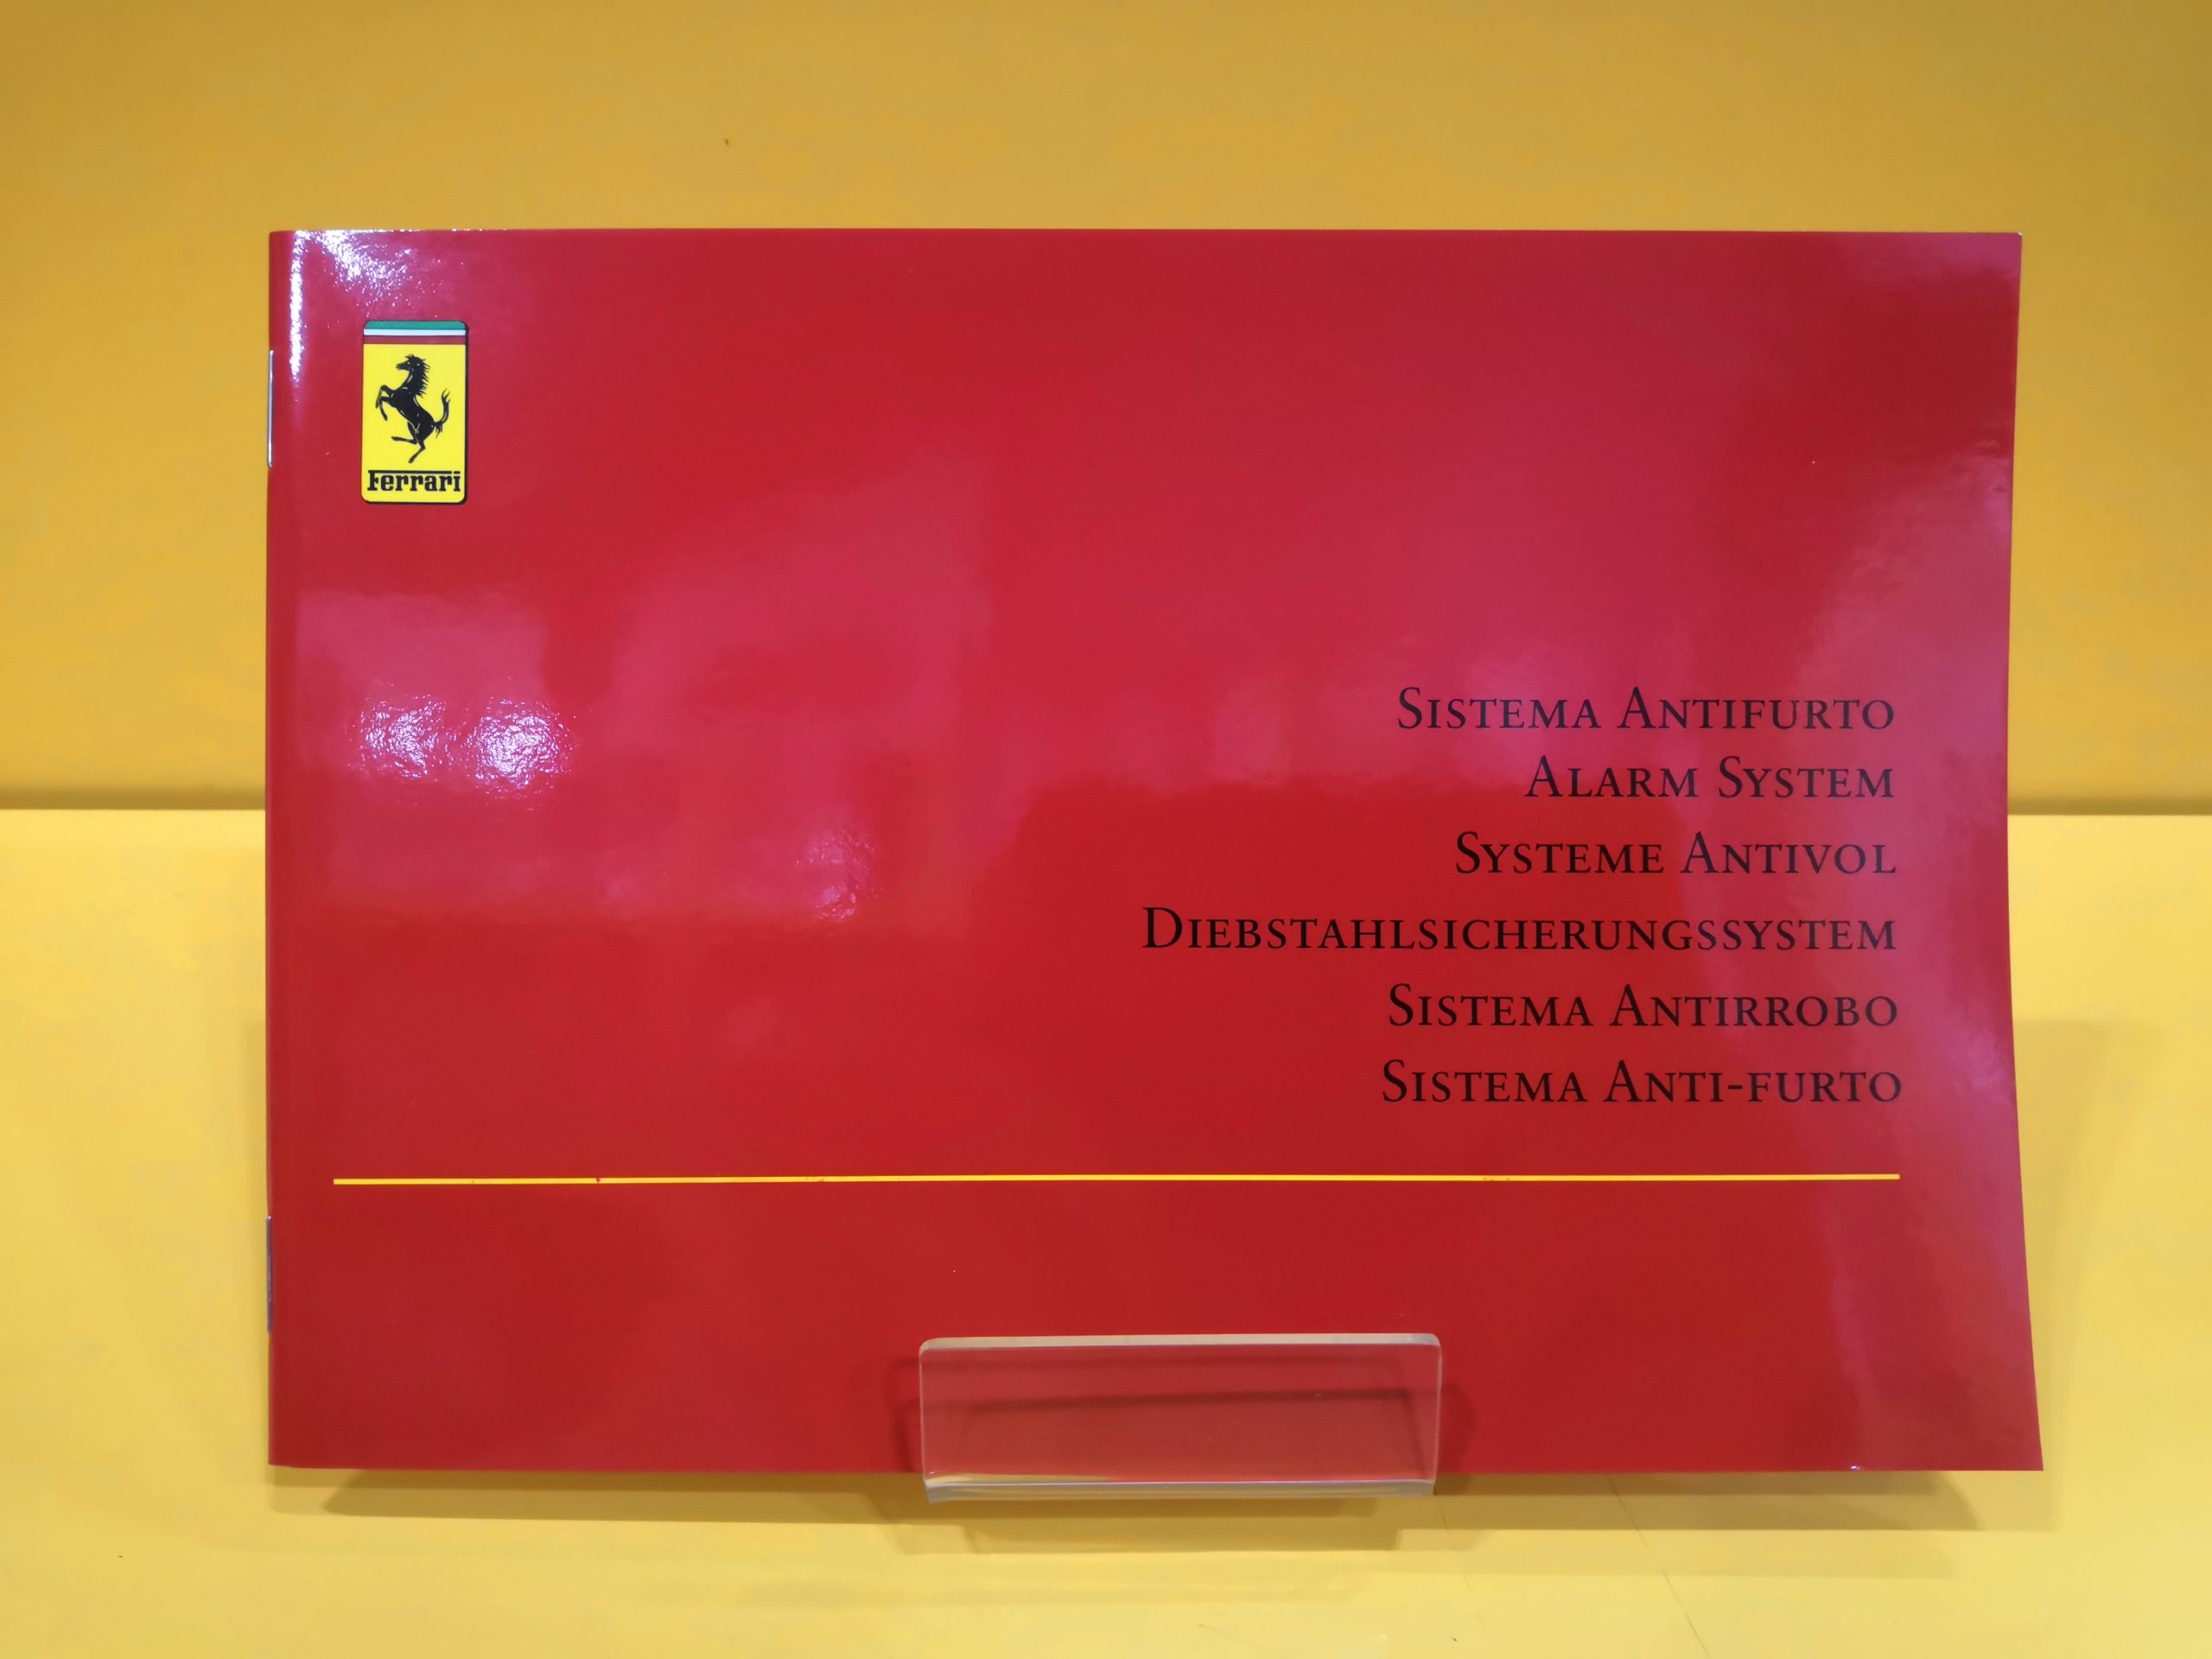 Ferrari
SISTEMA ANTIFURTO
ALARM SYSTEM
SYSTEME ANTIVOL
DIEBSTAHLSICHERUNGSSYSTEM
SISTEMA ANTIRROBO
SISTEMA ANTI-FURTO